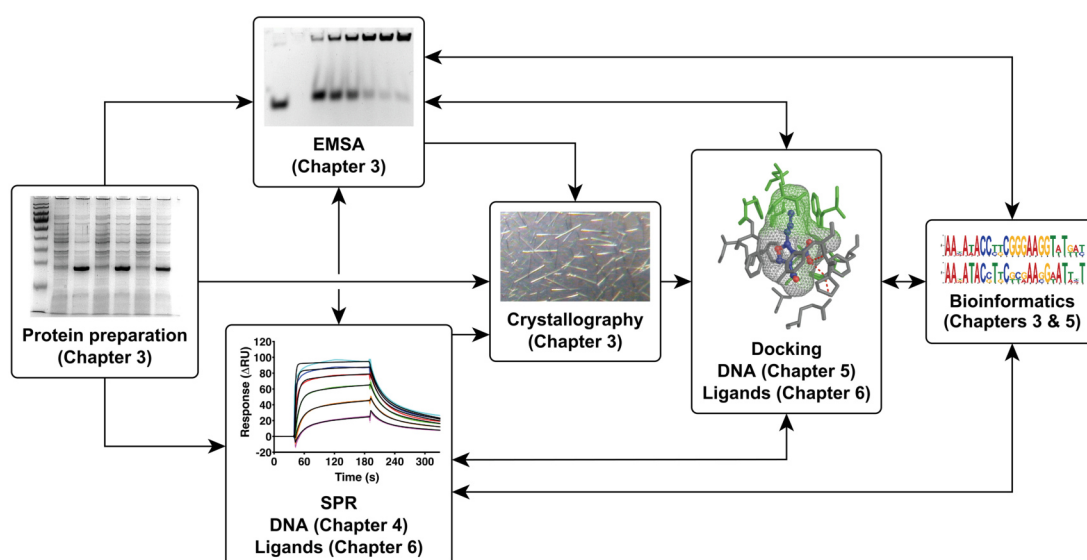 EMSA
(Chapter 3)
Protein preparation
(Chapter 3)
Crystallography
(Chapter 3)
Docking
DNA (Chapter 5)
Ligands (Chapter 6)
Bioinformatics
(Chapters 3 & 5)
Response (ΔRU)
120
100
80
60
40
20
0
-20
0 60 120 180 240 300
Time (s)
SPR
DNA (Chapter 4)
Ligands (Chapter 6)